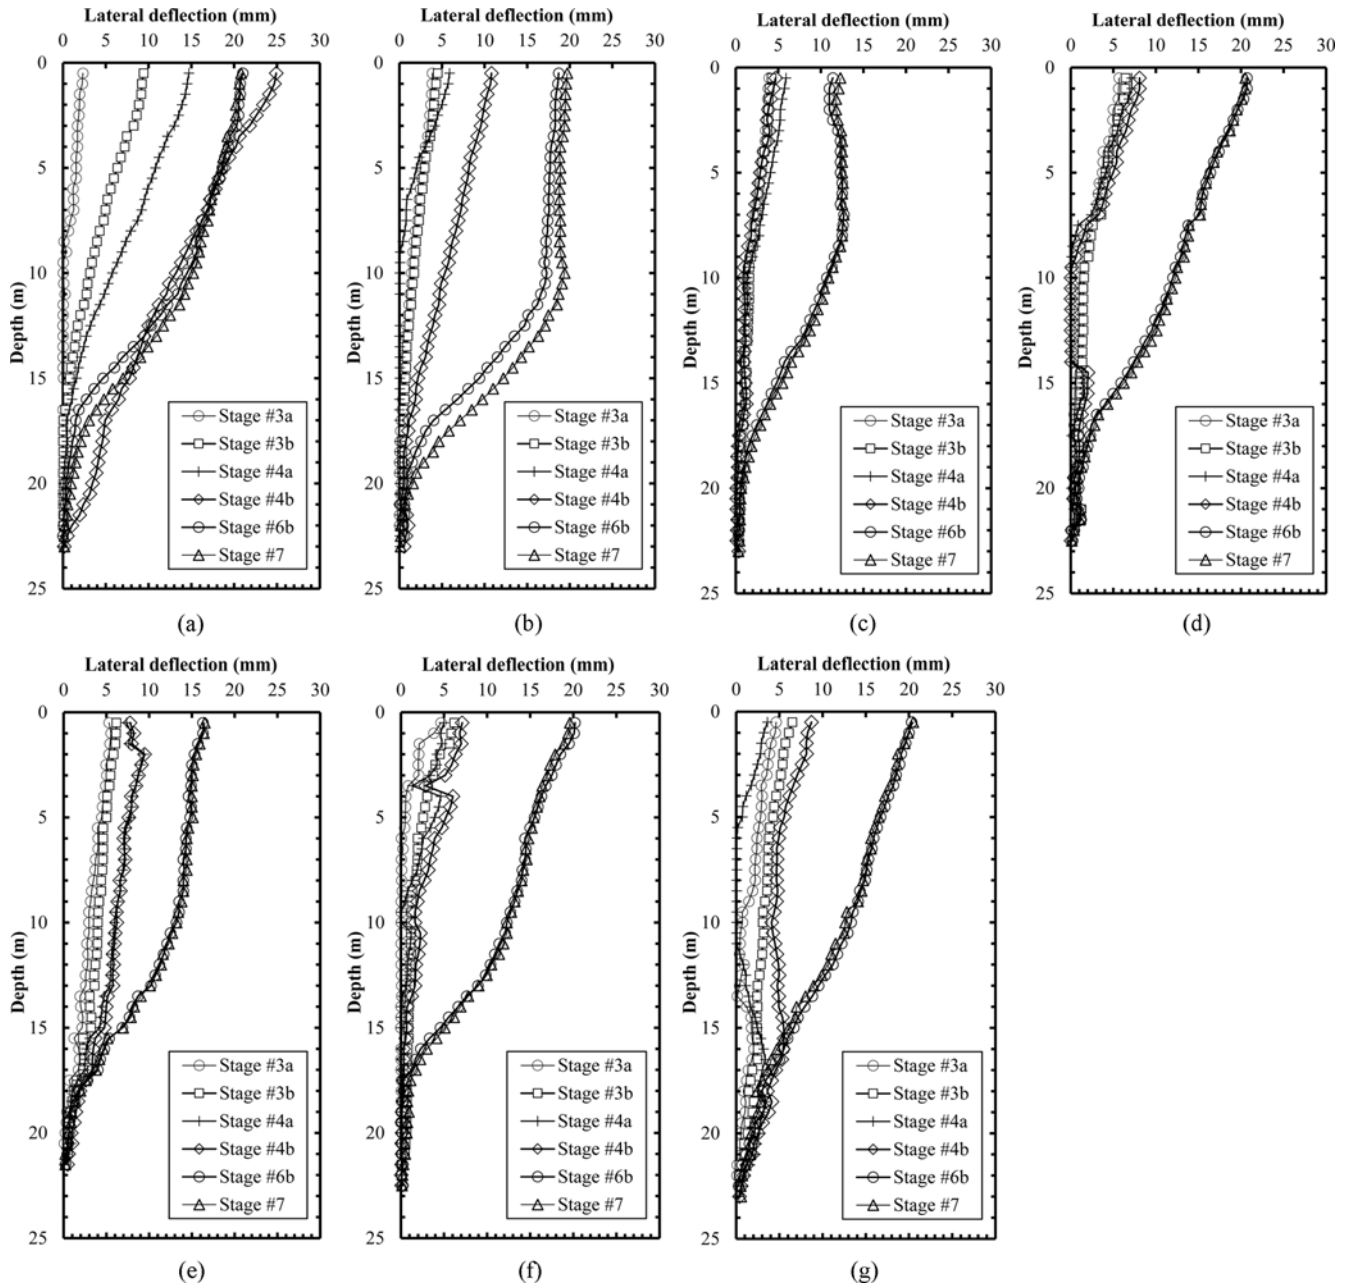 Lateral deflection (mm)
0 5 10 15 20 25 30
0
5
10
15
20
25
Depth (m)
Stage #3a
Stage #3b
Stage #4a
Stage #4b
Stage #6b
Stage #7
(a)
Lateral deflection (mm)
0 5 10 15 20 25 30
0
5
10
15
20
25
Depth (m)
Stage #3a
Stage #3b
Stage #4a
Stage #4b
Stage #6b
Stage #7
(b)
Lateral deflection (mm)
0 5 10 15 20 25 30
0
5
10
15
20
25
Depth (m)
Stage #3a
Stage #3b
Stage #4a
Stage #4b
Stage #6b
Stage #7
(c)
Lateral deflection (mm)
0 5 10 15 20 25 30
0
5
10
15
20
25
Depth (m)
Stage #3a
Stage #3b
Stage #4a
Stage #4b
Stage #6b
Stage #7
(d)
Lateral deflection (mm)
0 5 10 15 20 25 30
0
5
10
15
20
25
Depth (m)
Stage #3a
Stage #3b
Stage #4a
Stage #4b
Stage #6b
Stage #7
(e)
Lateral deflection (mm)
0 5 10 15 20 25 30
0
5
10
15
20
25
Depth (m)
Stage #3a
Stage #3b
Stage #4a
Stage #4b
Stage #6b
Stage #7
(f)
Lateral deflection (mm)
0 5 10 15 20 25 30
0
5
10
15
20
25
Depth (m)
Stage #3a
Stage #3b
Stage #4a
Stage #4b
Stage #6b
Stage #7
(g)